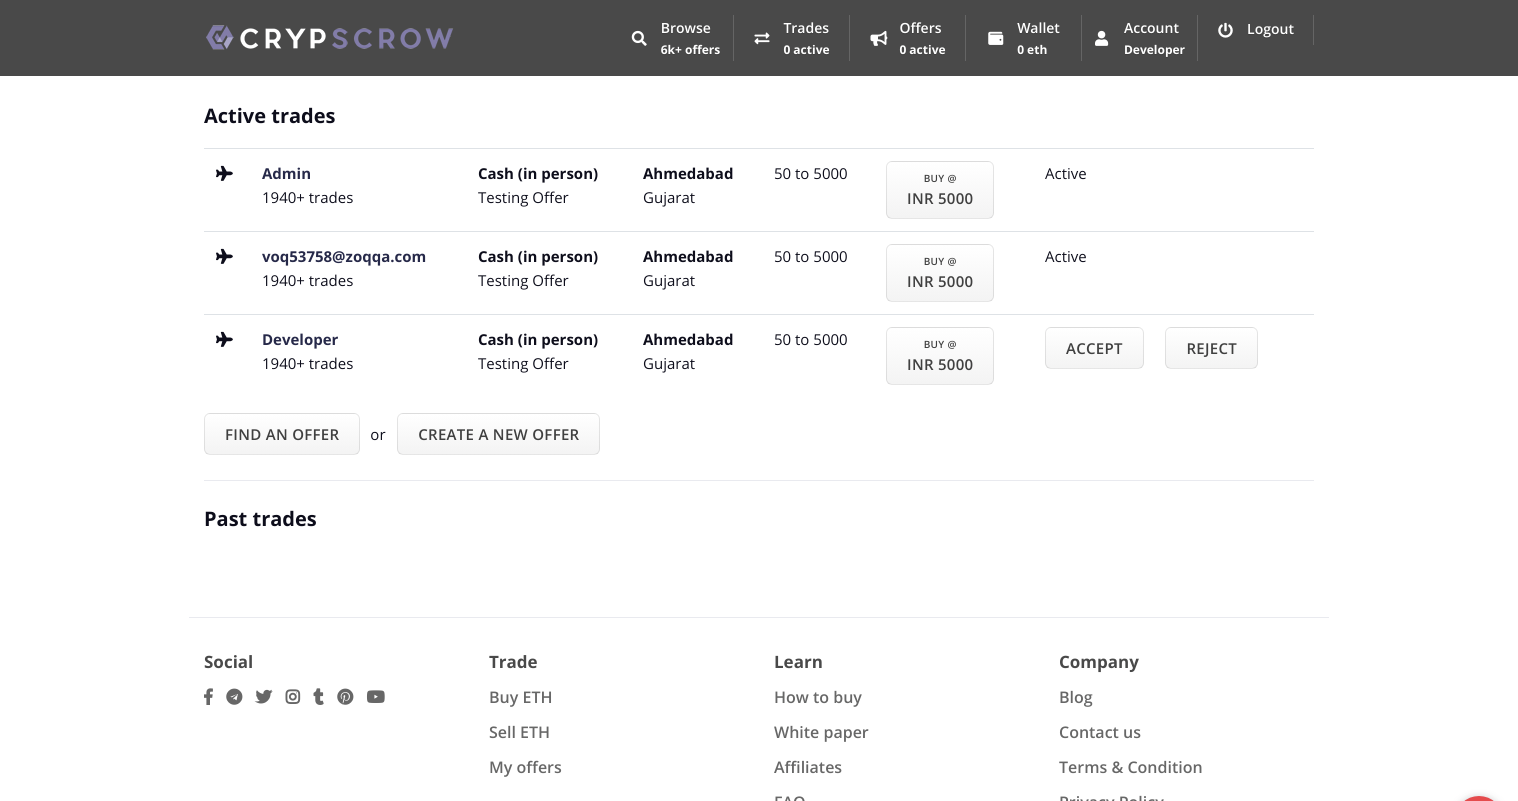 CRYPSCROW
Browse
6k+ offers
Trades
0 active
Offers
0 active
Wallet
0 eth
Account
Developer
Logout
Active trades
Admin
1940+ trades
Cash (in person)
Testing Offer
Ahmedabad
Gujarat
50 to 5000
BUY @
INR 5000
Active
voq53758@zoqqa.com
1940+ trades
Cash (in person)
Testing Offer
Ahmedabad
Gujarat
50 to 5000
BUY @
INR 5000
Active
Developer
1940+ trades
Cash (in person)
Testing Offer
Ahmedabad
Gujarat
50 to 5000
BUY @
INR 5000
ACCEPT
REJECT
FIND AN OFFER or CREATE A NEW OFFER
Past trades
Social
Trade
Buy ETH
Sell ETH
My offers
Learn
How to buy
White paper
Affiliates
FAQ
Company
Blog
Contact us
Terms & Condition
Privacy Policy